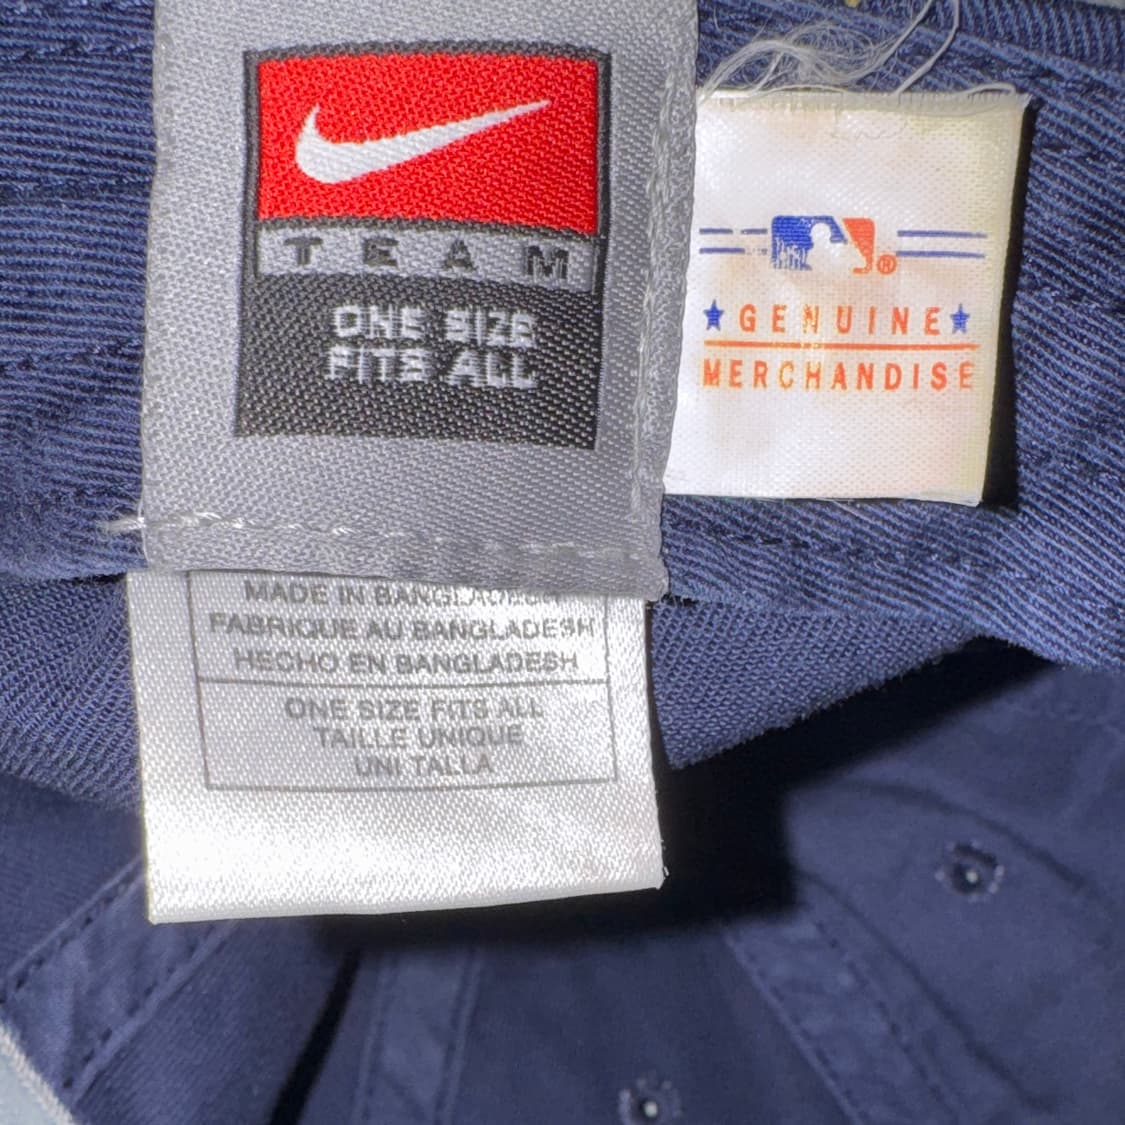 TEAM
ONE SIZE
FITS ALL
®
★GENUINE★
MERCHANDISE
MADE IN BANGLADESH
FABRIQUE AU BANGLADESH
HECHO EN BANGLADESH
ONE SIZE FITS ALL
TAILLE UNIQUE
UNI TALLA